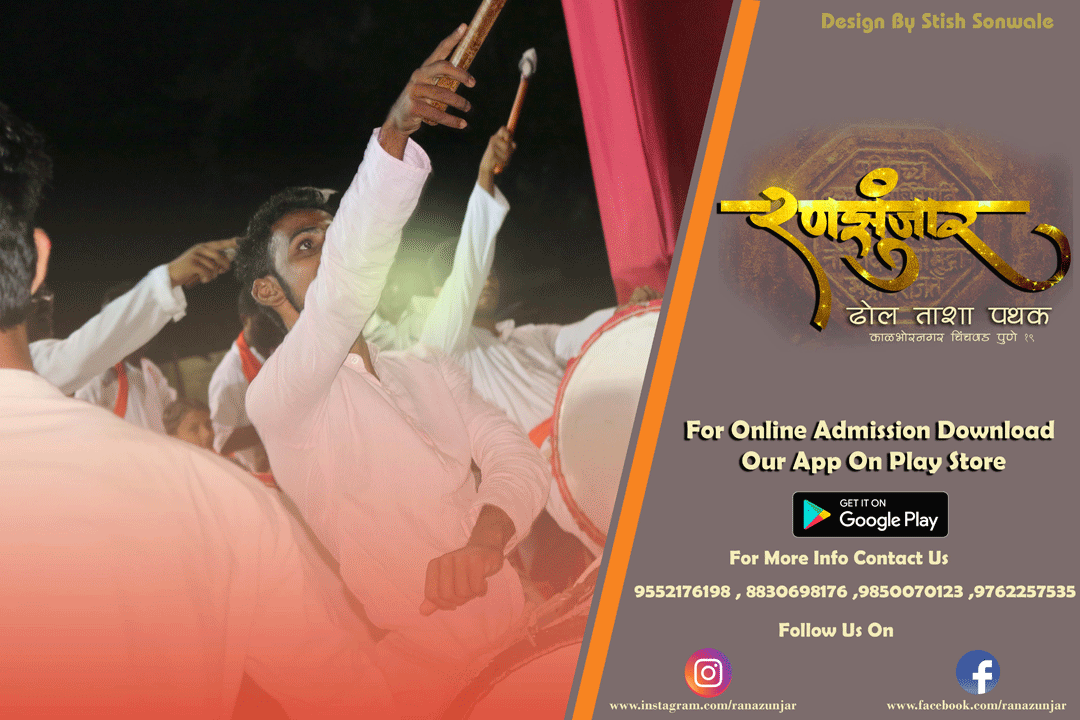 Design By Stish Sonwale
रणझुंजार
ढोल ताशा पथक
काळभोरनगर चिंचवड पुणे १९
For Online Admission Download
Our App On Play Store
GET IT ON
Google Play
For More Info Contact Us
9552176198 , 8830698176 ,9850070123 ,9762257535
Follow Us On
www.instagram.com/ranazunjar
www.facebook.com/ranazunjar